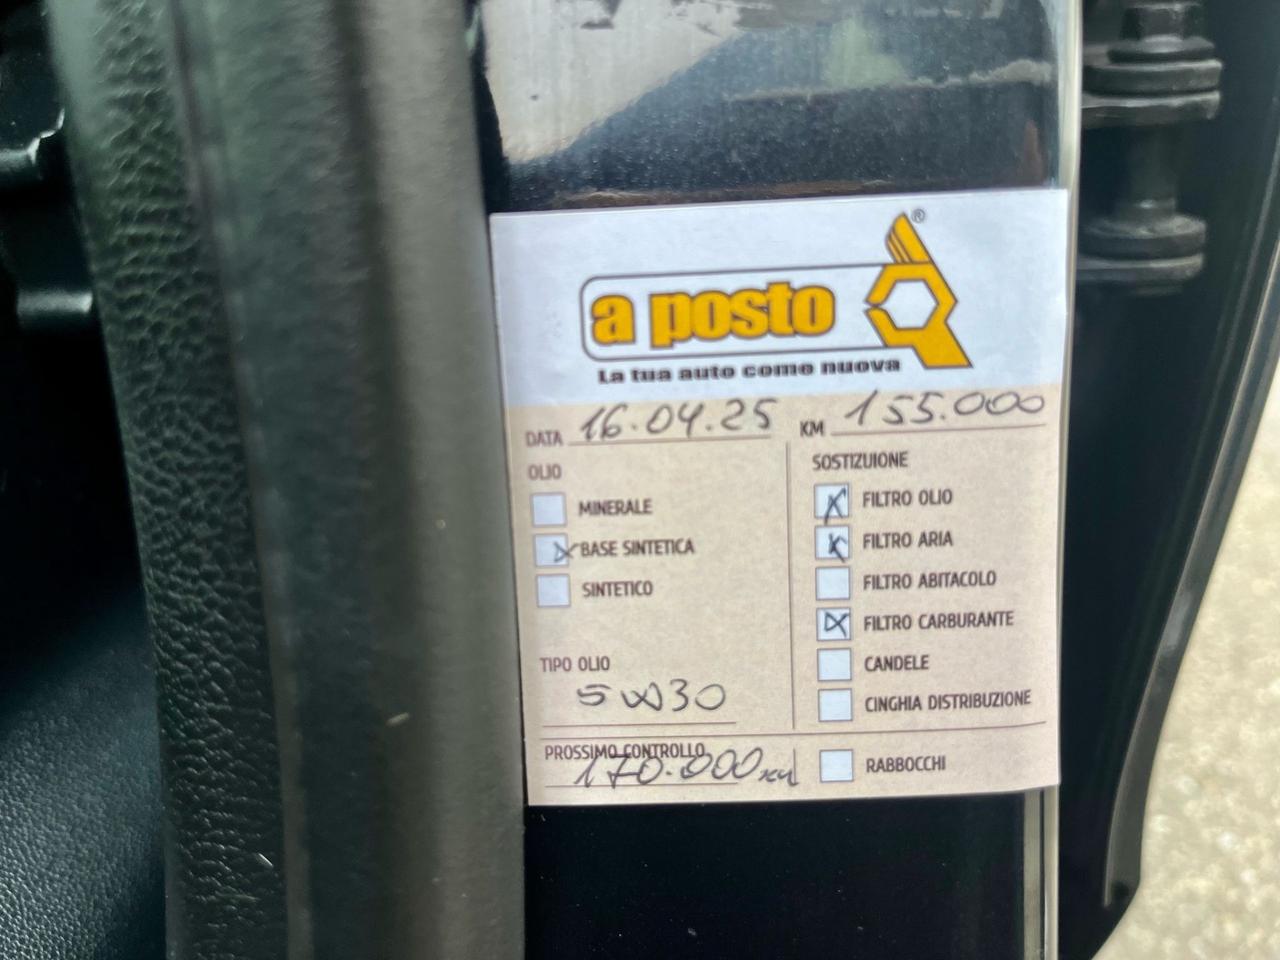 ®
a posto
La tua auto come nuova
DATA 16.04.25 KM 155.000
OLIO
MINERALE
BASE SINTETICA
SINTETICO
TIPO OLIO
5W30
SOSTIZUIONE
FILTRO OLIO
FILTRO ARIA
FILTRO ABITACOLO
FILTRO CARBURANTE
CANDELE
CINGHIA DISTRIBUZIONE
PROSSIMO CONTROLLO
170.000 km
RABBOCCHI